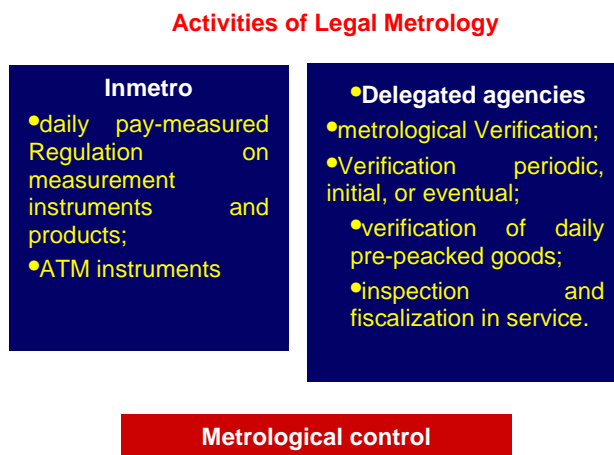 Activities of Legal Metrology
Inmetro
•daily pay-measured
Regulation on
measurement
instruments and
products;
•ATM instruments
•Delegated agencies
•metrological Verification;
•Verification periodic,
initial, or eventual;
•verification of daily
pre-peacked goods;
•inspection and
fiscalization in service.
Metrological control